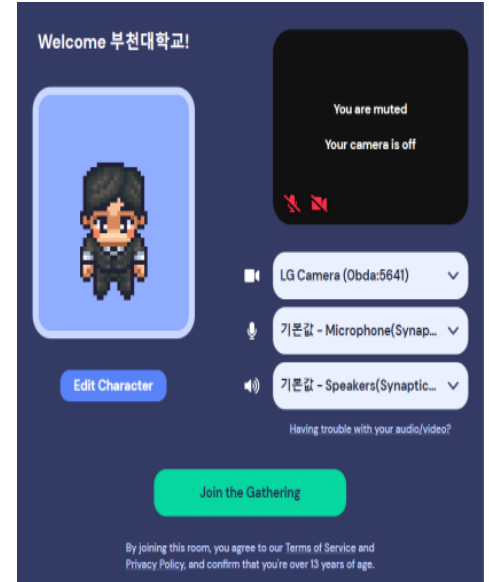 Welcome 부천대학교!
You are muted
Your camera is off
LG Camera (0bda:5641)
기본값 - Microphone(Synap...
기본값 - Speakers(Synaptic...
Edit Character
Having trouble with your audio/video?
Join the Gathering
By joining this room, you agree to our Terms of Service and
Privacy Policy, and confirm that you're over 13 years of age.